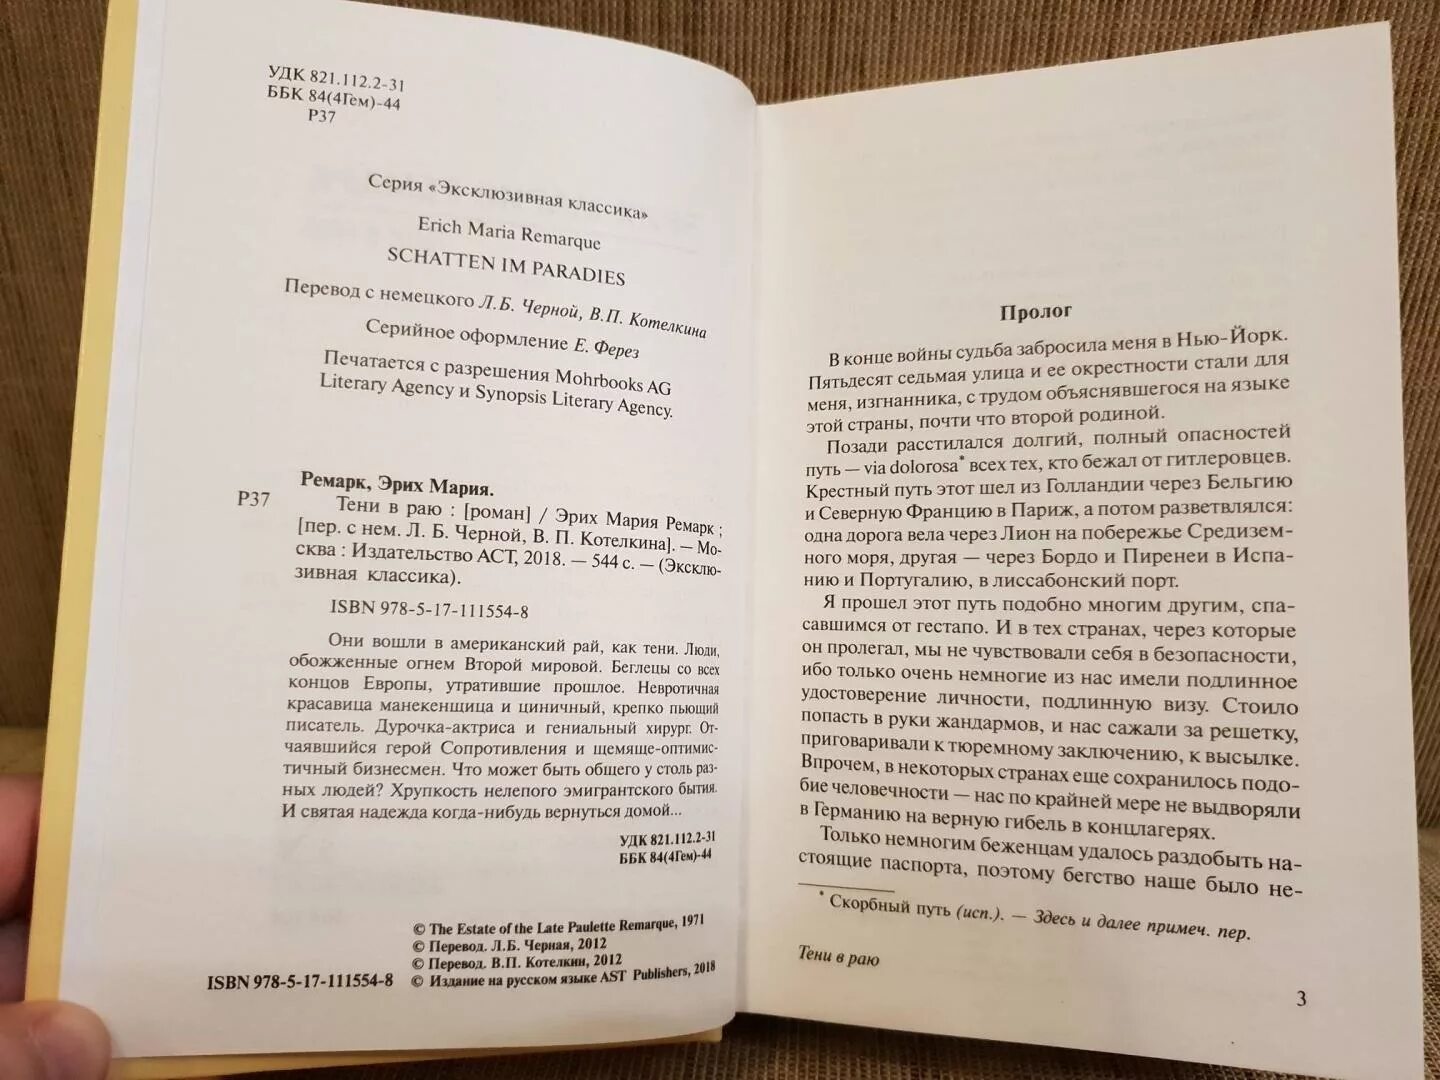 УДК 821.112.2-31
ББК 84(4Гем)-44
Р37
Серия «Эксклюзивная классика»
Erich Maria Remarque
SCHATTEN IM PARADIES
Перевод с немецкого Л.Б. Черной, В.П. Котелкина
Серийное оформление Е. Ферез
Печатается с разрешения Mohrbooks AG
Literary Agency и Synopsis Literary Agency.
Ремарк, Эрих Мария.
Р37
Тени в раю : [роман] / Эрих Мария Ремарк ;
[пер. с нем. Л. Б. Черной, В. П. Котелкина]. — Мо-
сква : Издательство АСТ, 2018. — 544 с. — (Эксклю-
зивная классика).
ISBN 978-5-17-111554-8
Они вошли в американский рай, как тени. Люди,
обожженные огнем Второй мировой. Беглецы со всех
концов Европы, утратившие прошлое. Невротичная
красавица манекенщица и циничный, крепко пьющий
писатель. Дурочка-актриса и гениальный хирург. От-
чаявшийся герой Сопротивления и щемяще-оптимис-
тичный бизнесмен. Что может быть общего у столь раз-
ных людей? Хрупкость нелепого эмигрантского бытия.
И святая надежда когда-нибудь вернуться домой...
УДК 821.112.2-31
ББК 84(4Гем)-44
© The Estate of the Late Paulette Remarque, 1971
© Перевод. Л.Б. Черная, 2012
© Перевод. В.П. Котелкин, 2012
ISBN 978-5-17-111554-8 © Издание на русском языке AST Publishers, 2018
Пролог
В конце войны судьба забросила меня в Нью-Йорк.
Пятьдесят седьмая улица и ее окрестности стали для
меня, изгнанника, с трудом объяснявшегося на языке
этой страны, почти что второй родиной.
Позади расстилался долгий, полный опасностей
путь — via dolorosa* всех тех, кто бежал от гитлеровцев.
Крестный путь этот шел из Голландии через Бельгию
и Северную Францию в Париж, а потом разветвлялся:
одна дорога вела через Лион на побережье Средизем-
ного моря, другая — через Бордо и Пиренеи в Испа-
нию и Португалию, в лиссабонский порт.
Я прошел этот путь подобно многим другим, спа-
савшимся от гестапо. И в тех странах, через которые
он пролегал, мы не чувствовали себя в безопасности,
ибо только очень немногие из нас имели подлинное
удостоверение личности, подлинную визу. Стоило
попасть в руки жандармов, и нас сажали за решетку,
приговаривали к тюремному заключению, к высылке.
Впрочем, в некоторых странах еще сохранилось подо-
бие человечности — нас по крайней мере не выдворяли
в Германию на верную гибель в концлагерях.
Только немногим беженцам удалось раздобыть на-
стоящие паспорта, поэтому бегство наше было не-
* Скорбный путь (исп.). — Здесь и далее примеч. пер.
Тени в раю
3